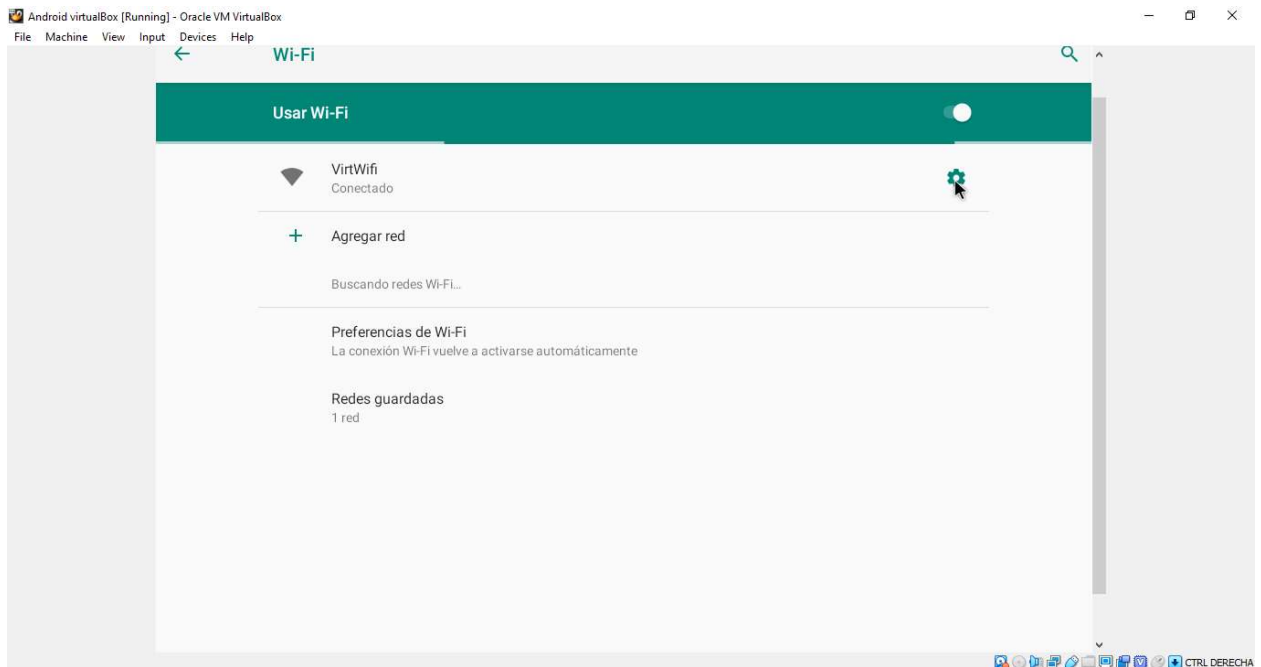 Android virtualBox [Running] - Oracle VM VirtualBox
File Machine View Input Devices Help
Wi-Fi
Usar Wi-Fi
VirtWifi
Conectado
Agregar red
Buscando redes Wi-Fi...
Preferencias de Wi-Fi
La conexión Wi-Fi vuelve a activarse automáticamente
Redes guardadas
1 red
CTRL DERECHA